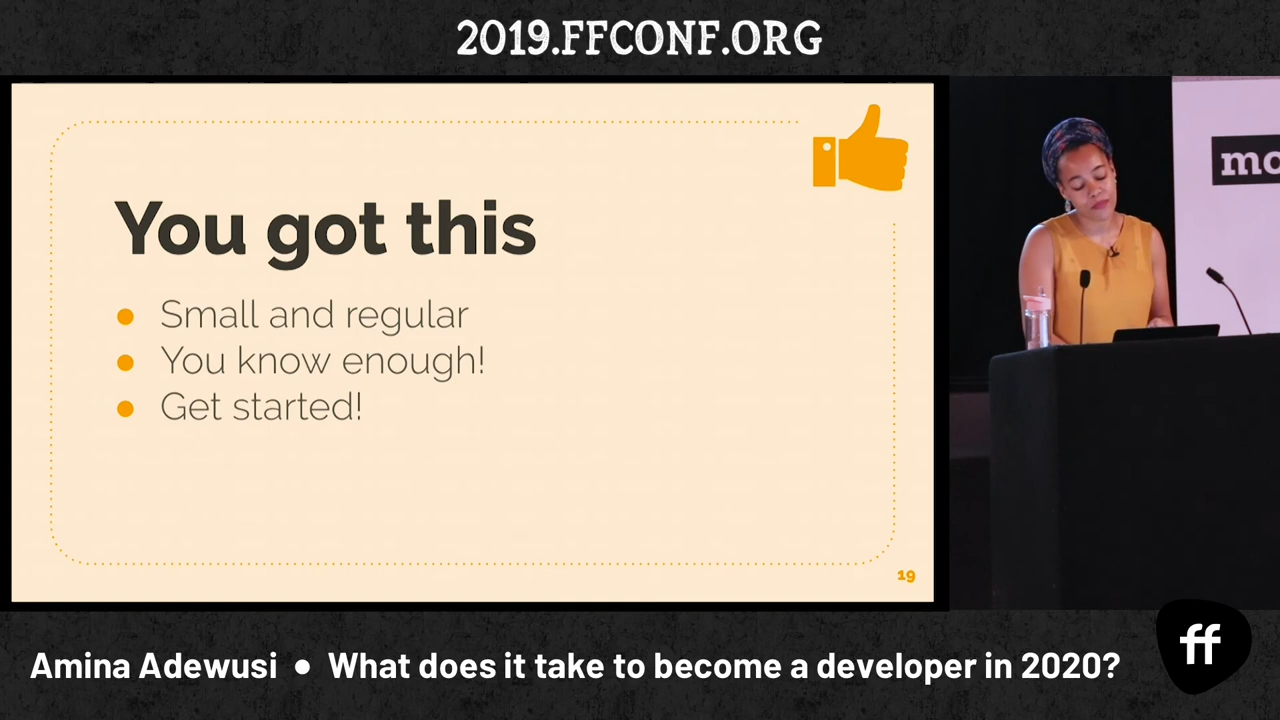 2019.FFCONF.ORG
You got this
Small and regular
You know enough!
Get started!
19
mo
Amina Adewusi ● What does it take to become a developer in 2020?
ff